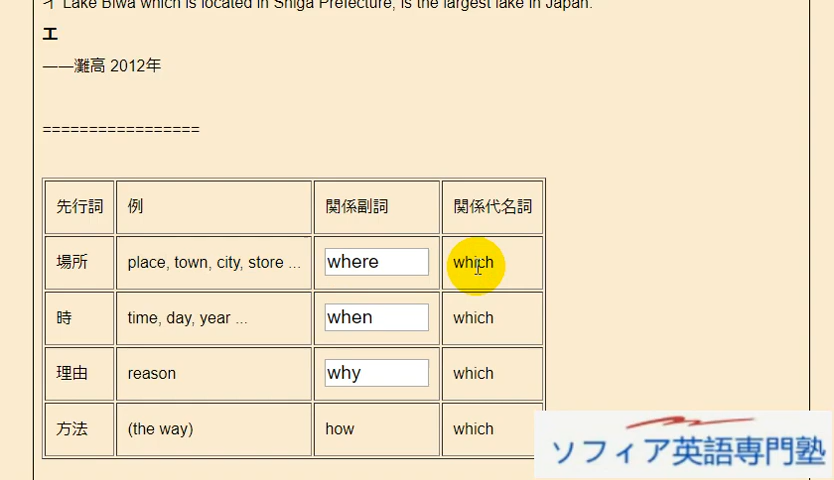 イ Lake Biwa which is located in Shiga Prefecture, is the largest lake in Japan.
エ
――灘高 2012年
=================
先行詞 例 関係副詞 関係代名詞
場所 place, town, city, store ... where which
時 time, day, year ... when which
理由 reason why which
方法 (the way) how which
ソフィア英語専門塾